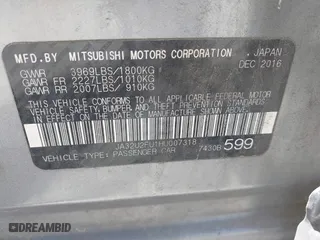 MFD.BY MITSUBISHI MOTORS CORPORATION JAPAN
GVWR 3969LBS/1800KG DEC 2016
GAWR FR 2227LBS/1010KG
GAWR RR 2007LBS/ 910KG
THIS VEHICLE CONFORMS TO ALL APPLICABLE
FEDERAL MOTOR VEHICLE SAFETY, BUMPER,
AND THEFT PREVENTION STANDARDS IN EFFECT
ON THE DATE OF MANUFACTURE SHOWN ABOVE.
JA32U2FU1HU007318
VEHICLE TYPE: PASSENGER CAR 7430B 599